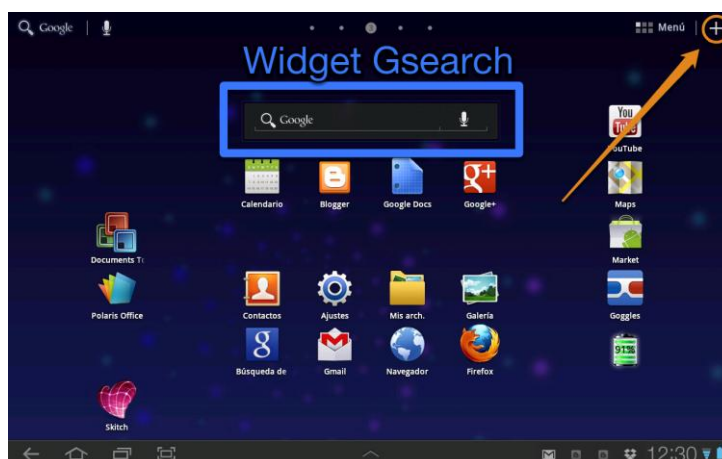 Google
Menú
Widget Gsearch
Google
You
Tube
YouTube
Calendario
Blogger
Google Docs
Google+
Maps
Documents T
Market
Polaris Office
Contactos
Ajustes
Mis arch.
Galería
Goggles
91%
Búsqueda de
Gmail
Navegador
Firefox
Skitch
12:30